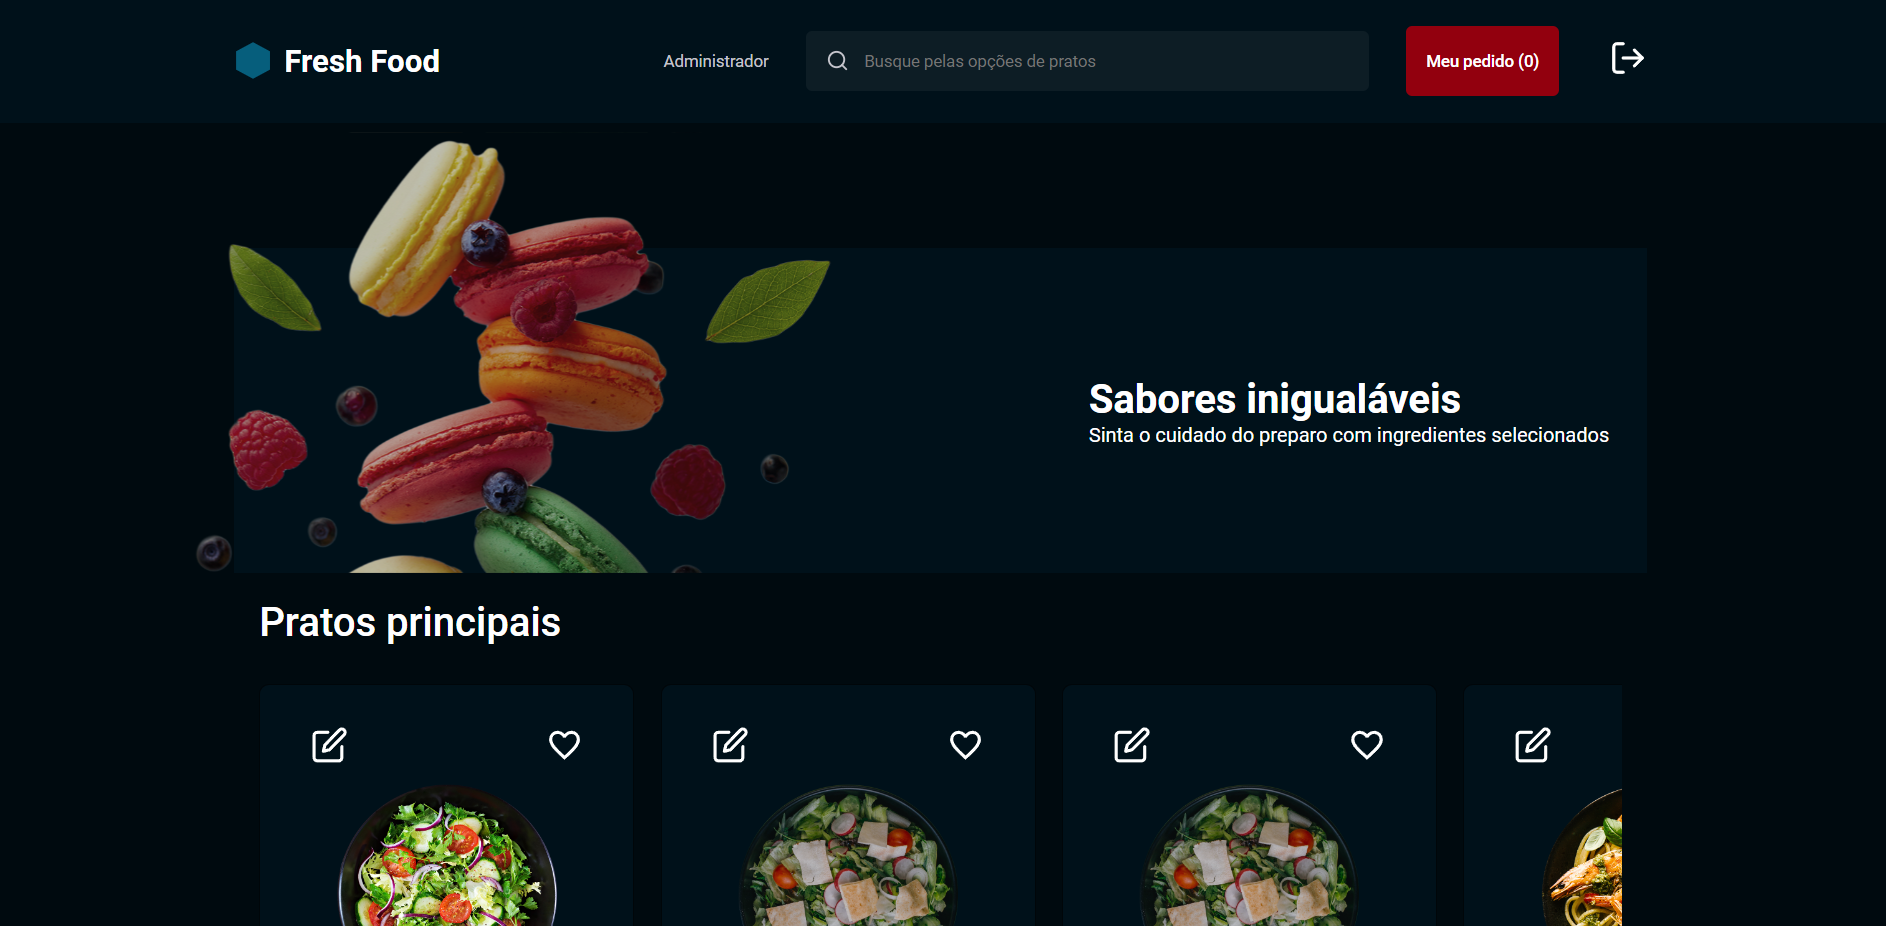 Fresh Food
Administrador
Busque pelas opções de pratos
Meu pedido (0)
Sabores inigualáveis
Sinta o cuidado do preparo com ingredientes selecionados
Pratos principais